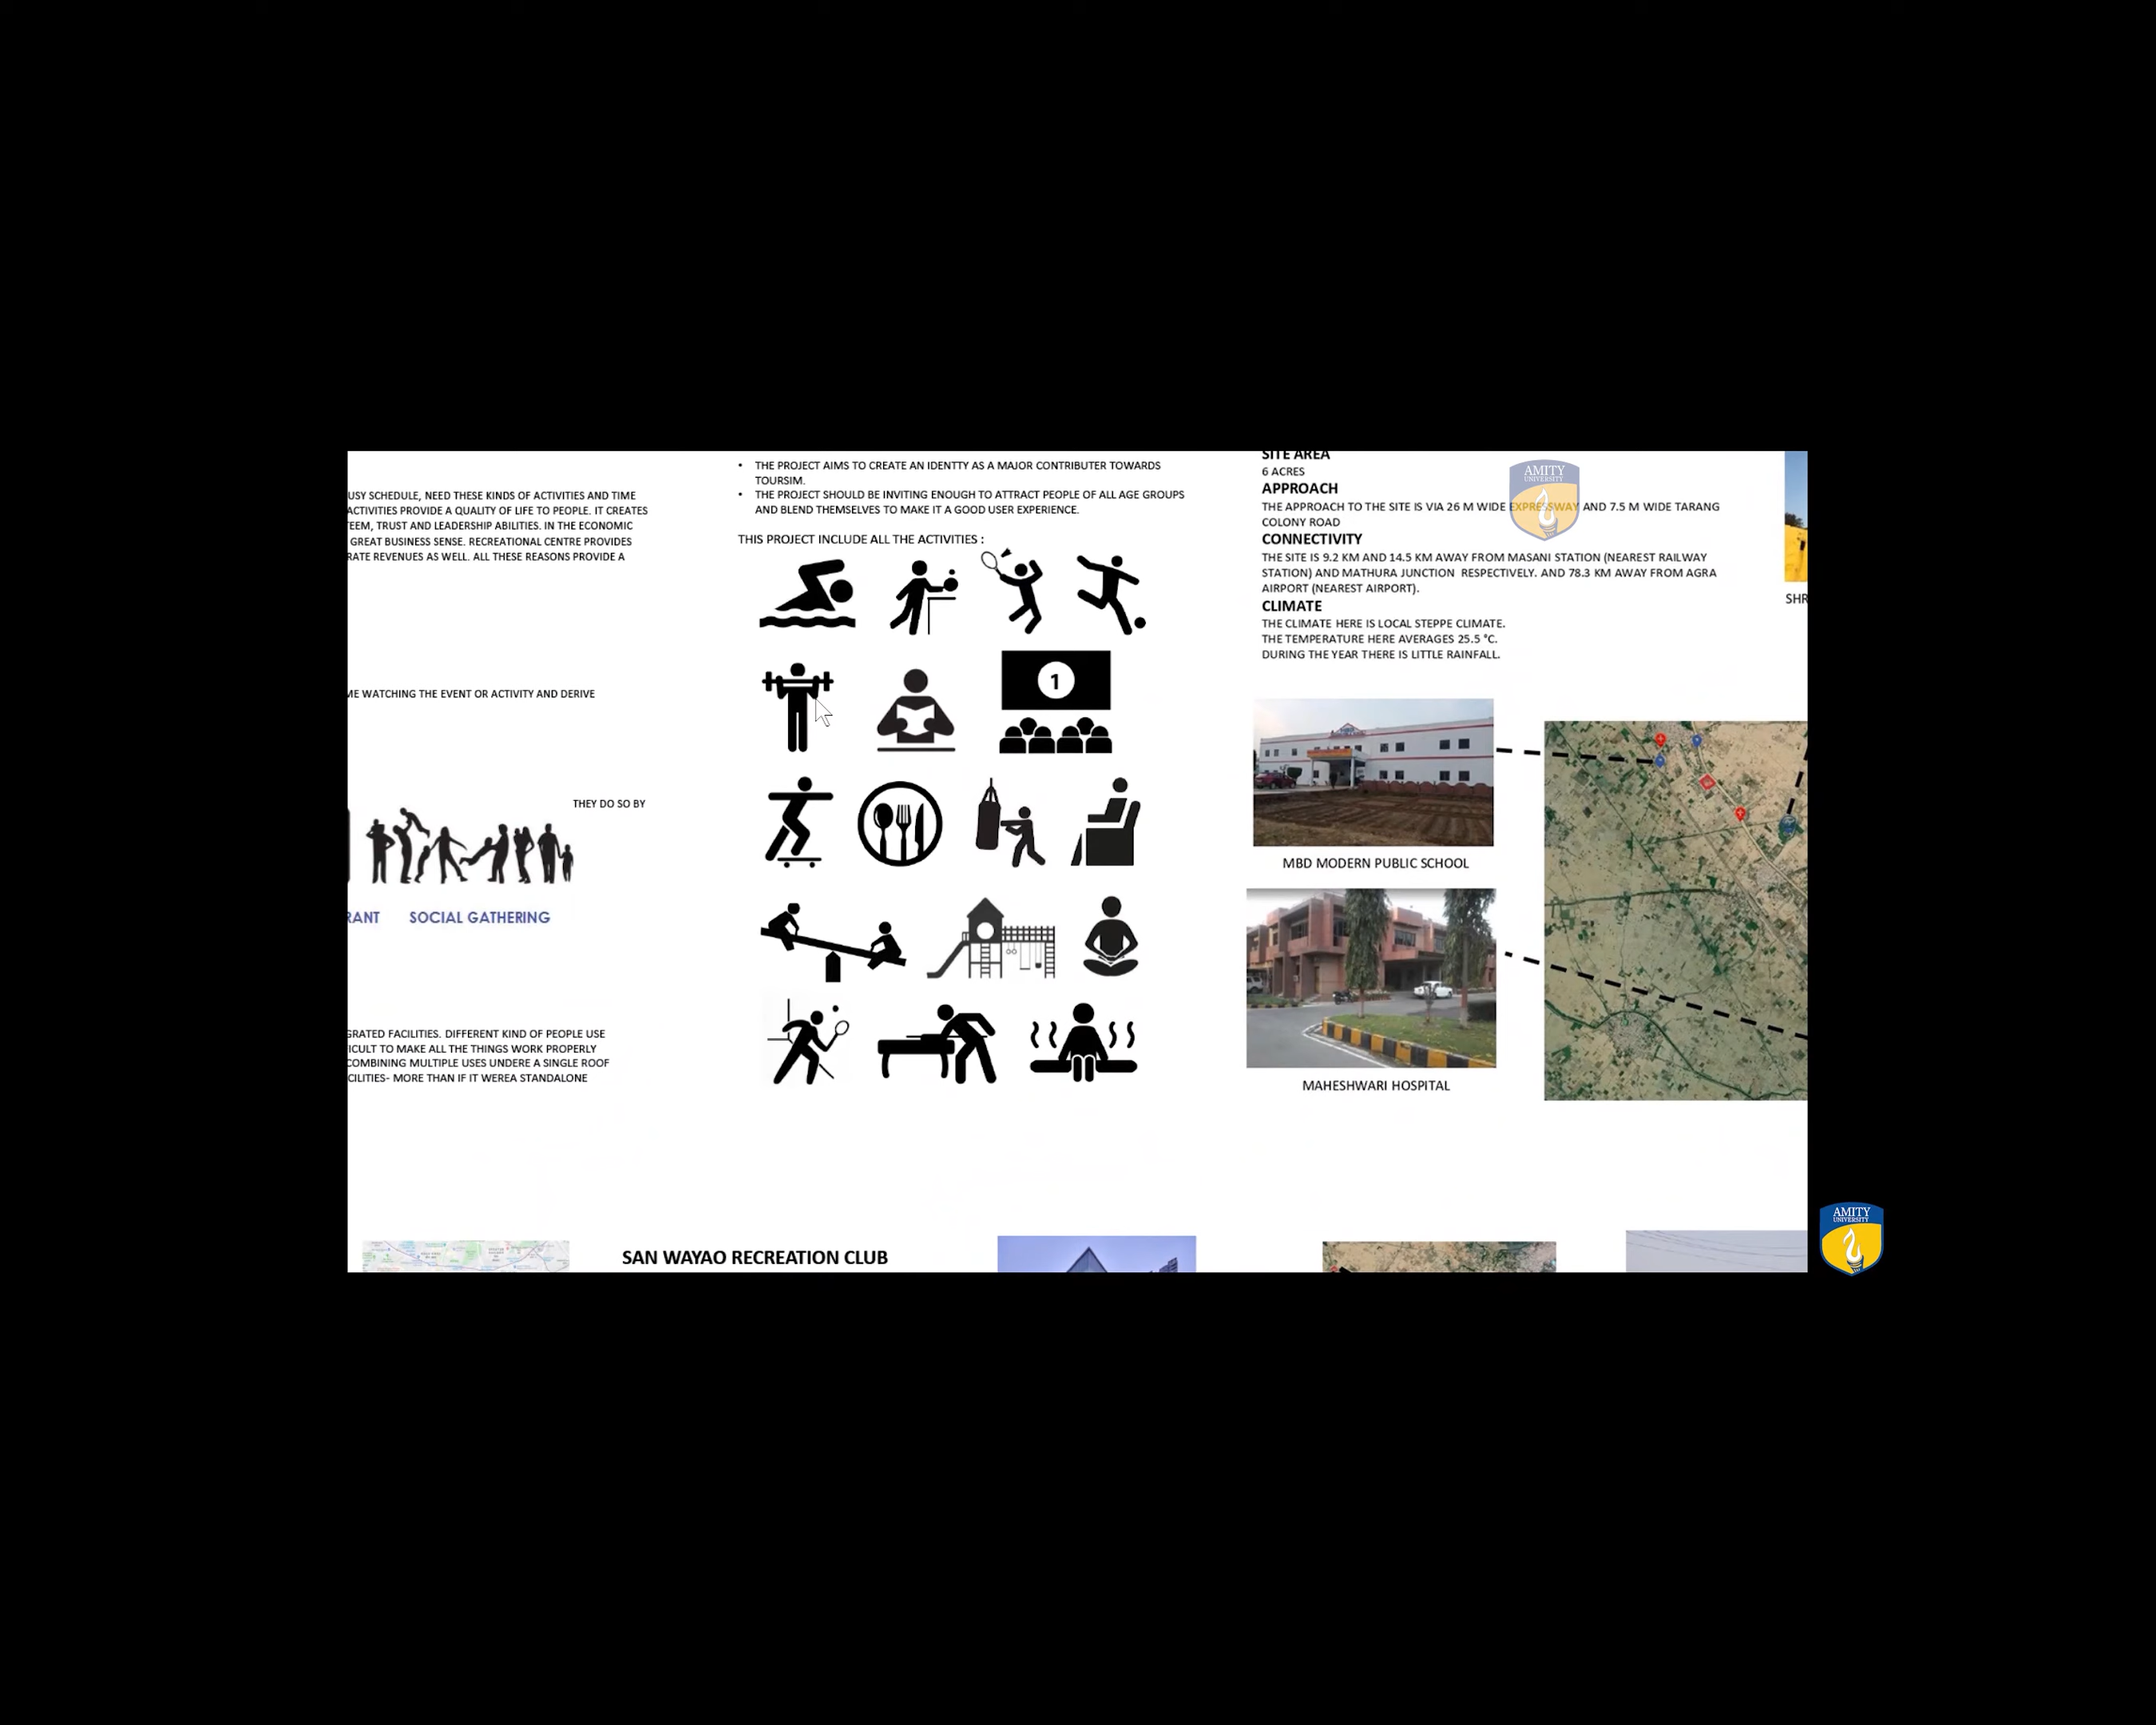 USY SCHEDULE, NEED THESE KINDS OF ACTIVITIES AND TIME
ACTIVITIES PROVIDE A QUALITY OF LIFE TO PEOPLE. IT CREATES
EEM, TRUST AND LEADERSHIP ABILITIES. IN THE ECONOMIC
GREAT BUSINESS SENSE. RECREATIONAL CENTRE PROVIDES
RATE REVENUES AS WELL. ALL THESE REASONS PROVIDE A
ME WATCHING THE EVENT OR ACTIVITY AND DERIVE
THEY DO SO BY
RANT SOCIAL GATHERING
GRATED FACILITIES. DIFFERENT KIND OF PEOPLE USE
ICULT TO MAKE ALL THE THINGS WORK PROPERLY
COMBINING MULTIPLE USES UNDERE A SINGLE ROOF
CILITIES- MORE THAN IF IT WEREA STANDALONE
• THE PROJECT AIMS TO CREATE AN IDENTTY AS A MAJOR CONTRIBUTER TOWARDS
TOURSIM.
• THE PROJECT SHOULD BE INVITING ENOUGH TO ATTRACT PEOPLE OF ALL AGE GROUPS
AND BLEND THEMSELVES TO MAKE IT A GOOD USER EXPERIENCE.
THIS PROJECT INCLUDE ALL THE ACTIVITIES :
1
SITE AREA
6 ACRES
APPROACH
THE APPROACH TO THE SITE IS VIA 26 M WIDE EXPRESSWAY AND 7.5 M WIDE TARANG
COLONY ROAD
CONNECTIVITY
THE SITE IS 9.2 KM AND 14.5 KM AWAY FROM MASANI STATION (NEAREST RAILWAY
STATION) AND MATHURA JUNCTION RESPECTIVELY. AND 78.3 KM AWAY FROM AGRA
AIRPORT (NEAREST AIRPORT).
CLIMATE
THE CLIMATE HERE IS LOCAL STEPPE CLIMATE.
THE TEMPERATURE HERE AVERAGES 25.5 °C.
DURING THE YEAR THERE IS LITTLE RAINFALL.
AMITY
UNIVERSITY
SHR
MBD MODERN PUBLIC SCHOOL
MAHESHWARI HOSPITAL
SAN WAYAO RECREATION CLUB
AMITY
UNIVERSITY